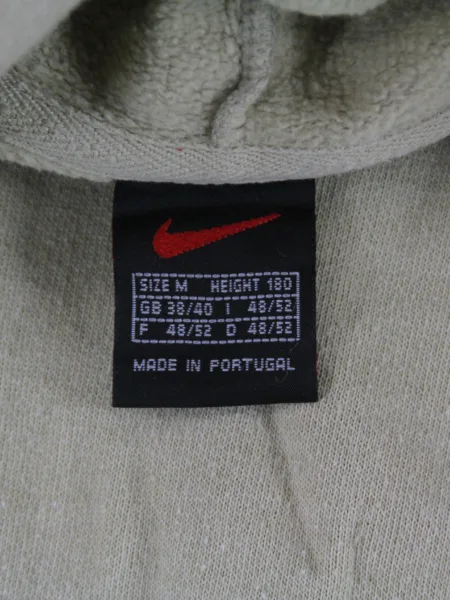 SIZE M HEIGHT 180
GB 38/40 I 48/52
F 48/52 D 48/52
MADE IN PORTUGAL